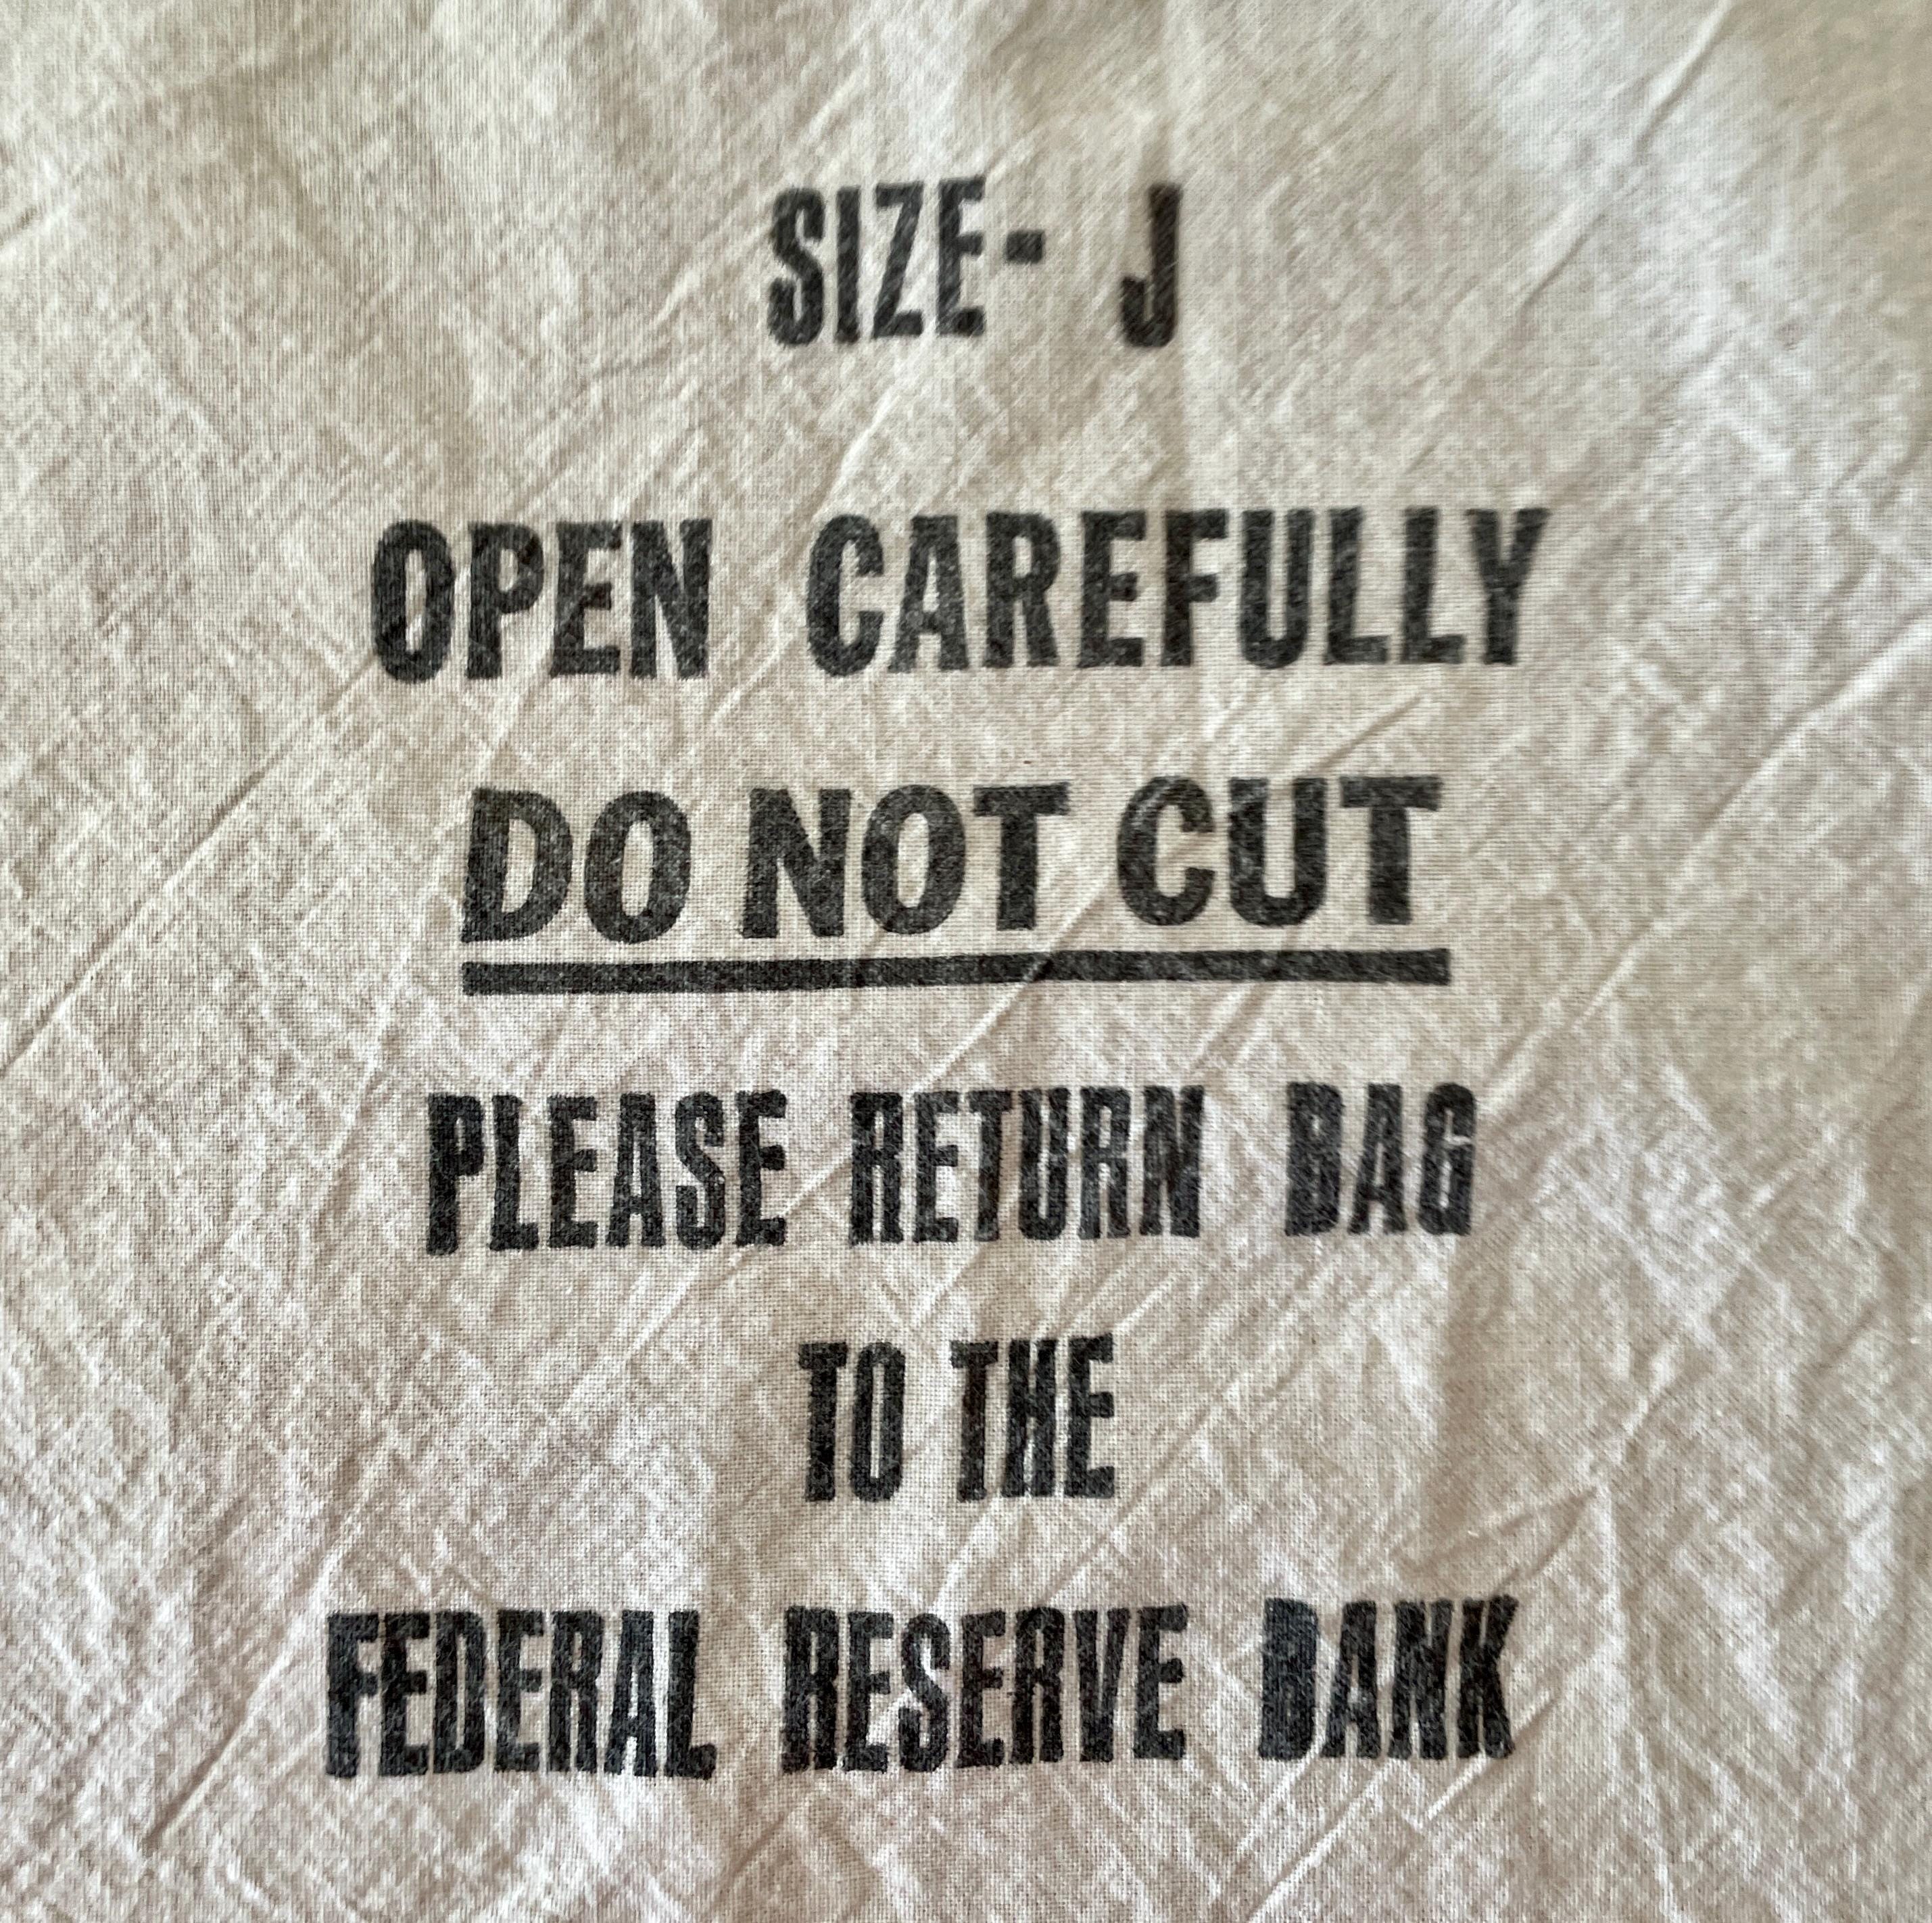 SIZE- J
OPEN CAREFULLY
DO NOT CUT
PLEASE RETURN BAG
TO THE
FEDERAL RESERVE BANK